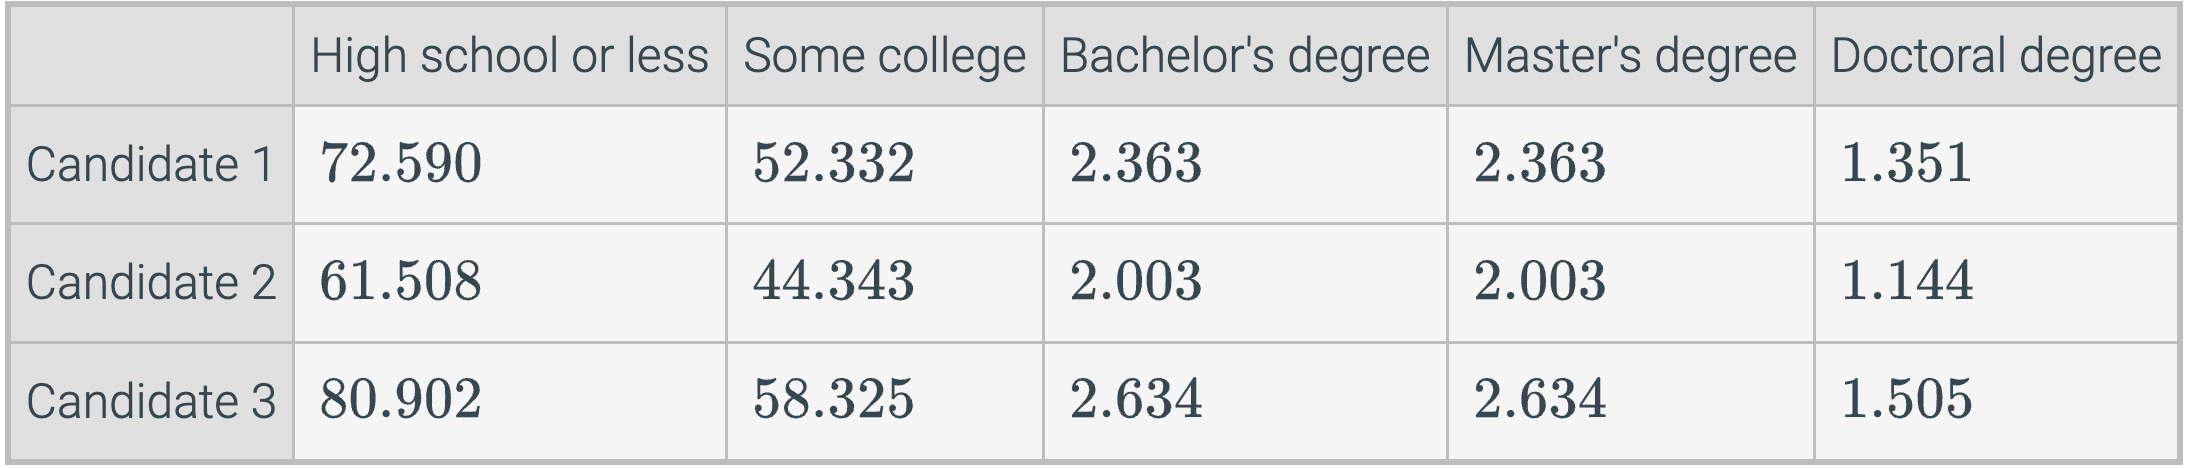 High school or less Some college Bachelor's degree Master's degree Doctoral degree
Candidate 1 72.590 52.332 2.363 2.363 1.351
Candidate 2 61.508 44.343 2.003 2.003 1.144
Candidate 3 80.902 58.325 2.634 2.634 1.505